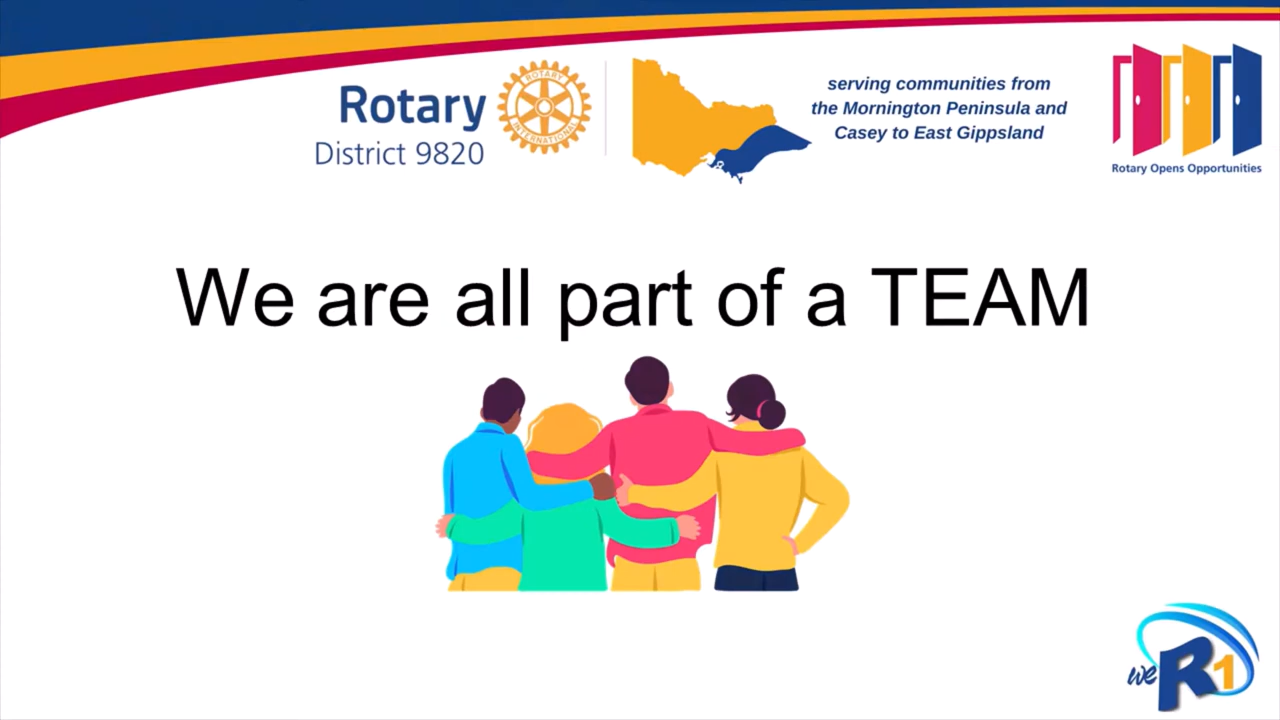 Rotary
District 9820
ROTARY
INTERNATIONAL
serving communities from
the Mornington Peninsula and
Casey to East Gippsland
Rotary Opens Opportunities
We are all part of a TEAM
we R 1